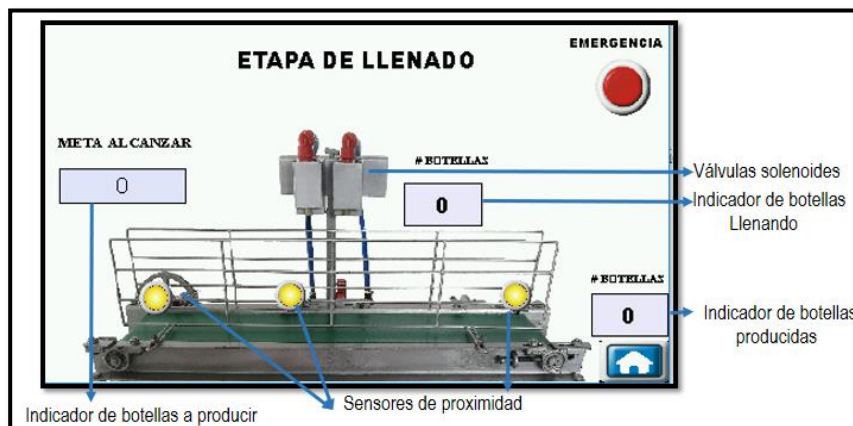 EMERGENCIA
ETAPA DE LLENADO
META ALCANZAR
0
# BOTELLAS
0
Válvulas solenoides
Indicador de botellas
Llenando
# BOTELLAS
0
Indicador de botellas
producidas
Sensores de proximidad
Indicador de botellas a producir